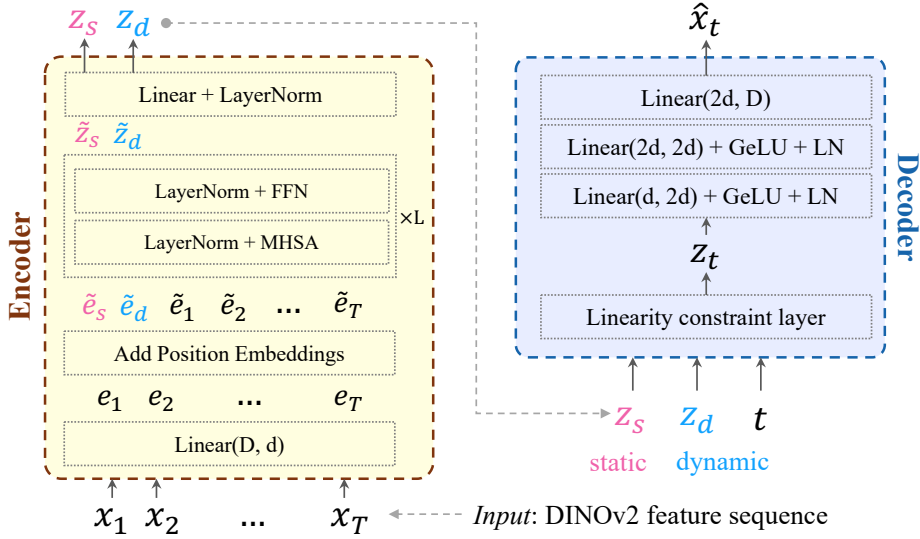 z_s z_d
Linear + LayerNorm
z̃_s z̃_d
LayerNorm + FFN
LayerNorm + MHSA
×L
ẽ_s ẽ_d ẽ_1 ẽ_2 ... ẽ_T
Add Position Embeddings
e_1 e_2 ... e_T
Linear(D, d)
x_1 x_2 ... x_T
Encoder
Input: DINOv2 feature sequence
x̂_t
Linear(2d, D)
Linear(2d, 2d) + GeLU + LN
Linear(d, 2d) + GeLU + LN
z_t
Linearity constraint layer
z_s z_d t
static dynamic
Decoder